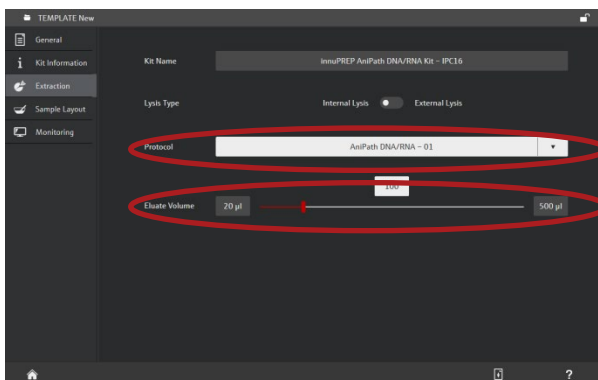 TEMPLATE New
General
Kit Information
Extraction
Sample Layout
Monitoring
Kit Name innuPREP AniPath DNA/RNA Kit – IPC16
Lysis Type Internal Lysis External Lysis
Protocol AniPath DNA/RNA – 01
100
Eluate Volume 20 µl 500 µl
?